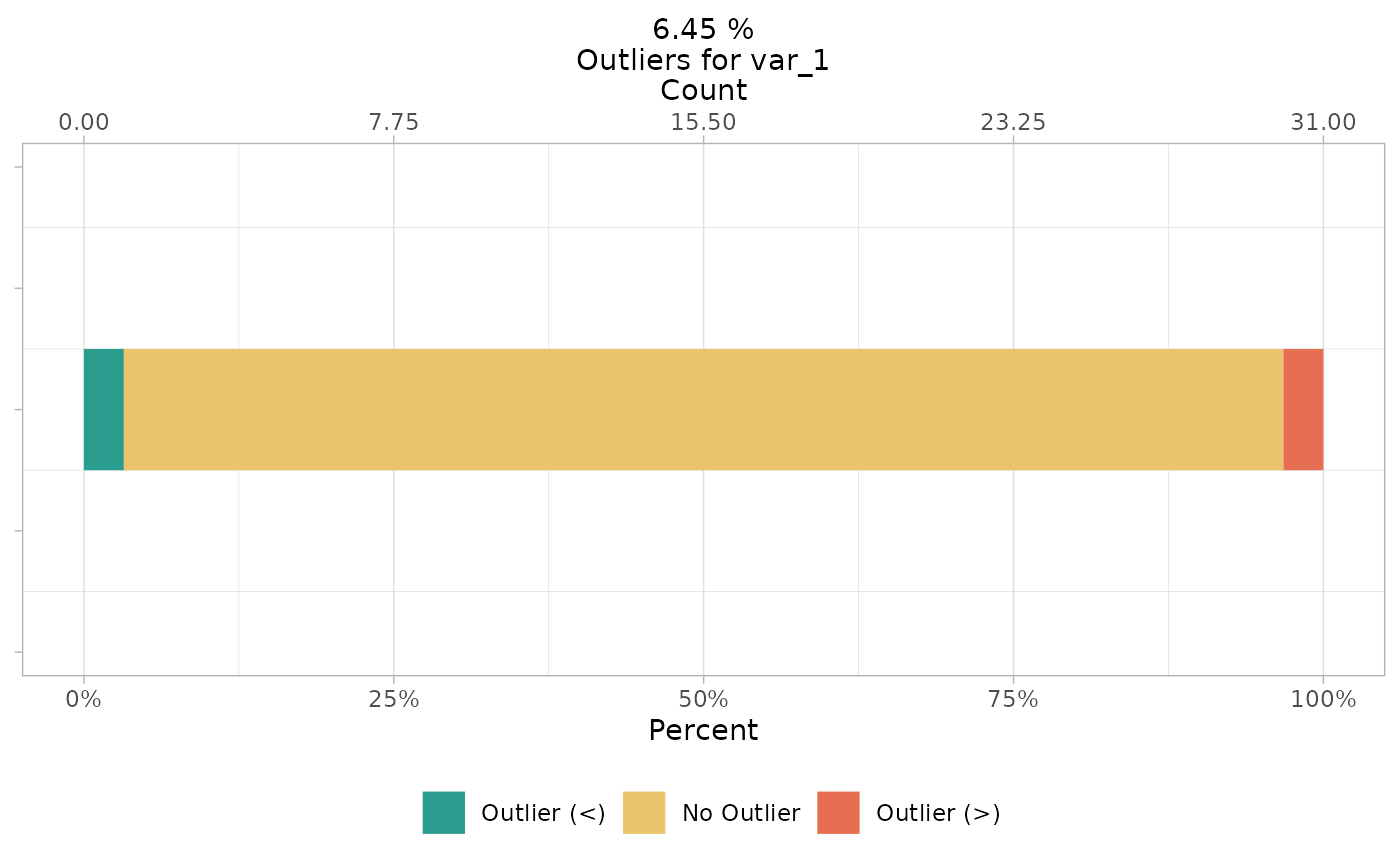 6.45 %
Outliers for var_1
Count
0.00 7.75 15.50 23.25 31.00
0% 25% 50% 75% 100%
Percent
Outlier (<) No Outlier Outlier (>)